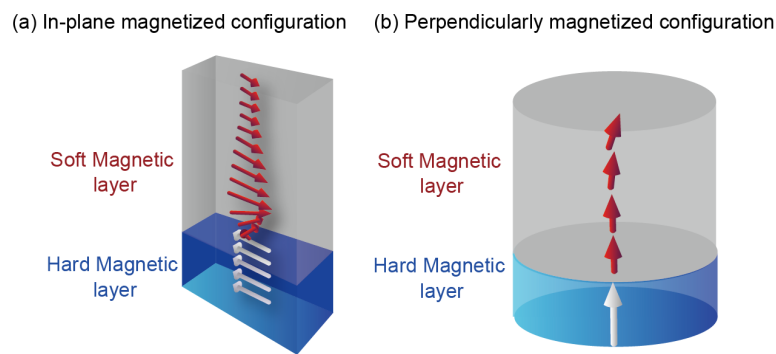 (a) In-plane magnetized configuration
(b) Perpendicularly magnetized configuration
Soft Magnetic
layer
Hard Magnetic
layer
Soft Magnetic
layer
Hard Magnetic
layer